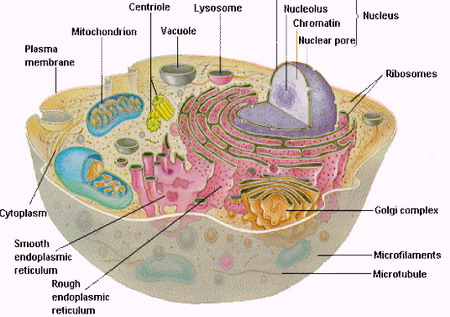 Centriole
Lysosome
Nucleolus
Chromatin
Nuclear pore
Nucleus
Mitochondrion
Vacuole
Plasma
membrane
Ribosomes
Cytoplasm
Golgi complex
Smooth
endoplasmic
reticulum
Microfilaments
Microtubule
Rough
endoplasmic
reticulum